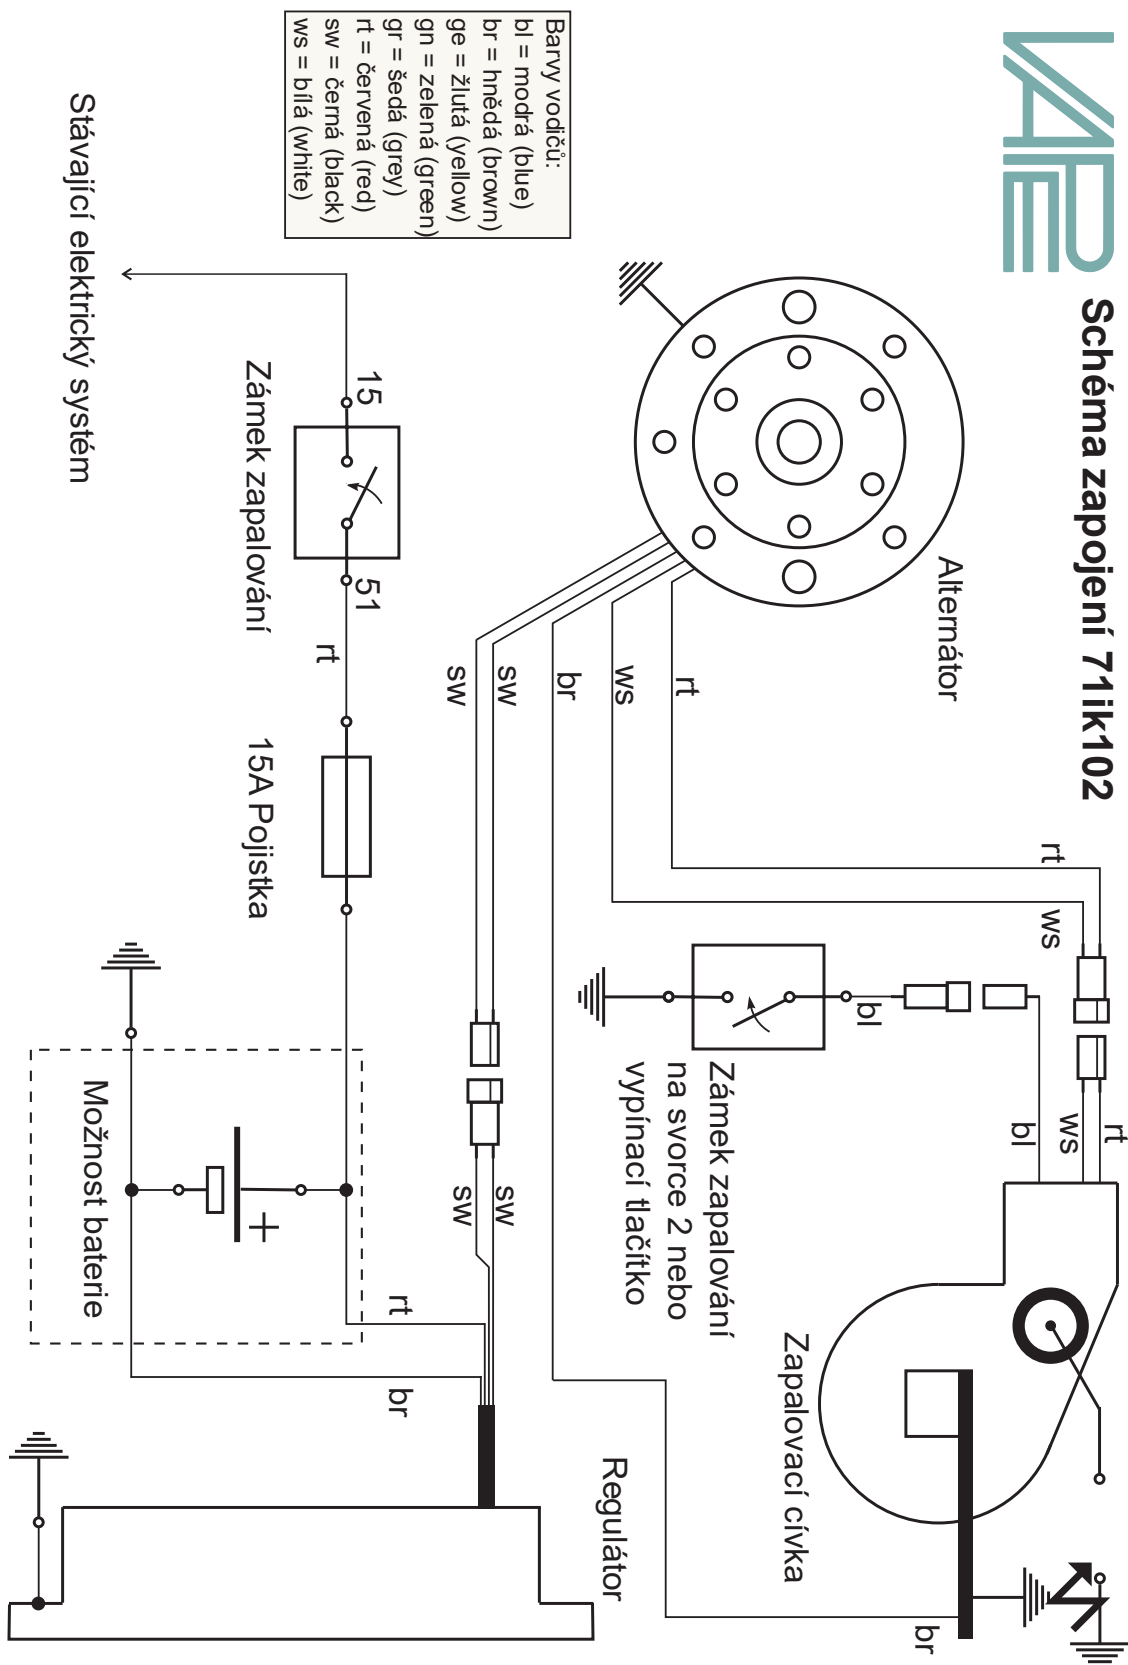 VAPE
Schéma zapojení 71ik102
Alternátor
rt
ws
br
sw
sw
rt
ws
rt
ws
bl
bl
Zámek zapalování
na svorce 2 nebo
vypínací tlačítko
Zapalovací cívka
br
sw
sw
Regulátor
rt
br
Barvy vodičů:
bl = modrá (blue)
br = hnědá (brown)
ge = žlutá (yellow)
gn = zelená (green)
gr = šedá (grey)
rt = červená (red)
sw = černá (black)
ws = bílá (white)
15
51
rt
Zámek zapalování
15A Pojistka
+
Možnost baterie
Stávající elektrický systém